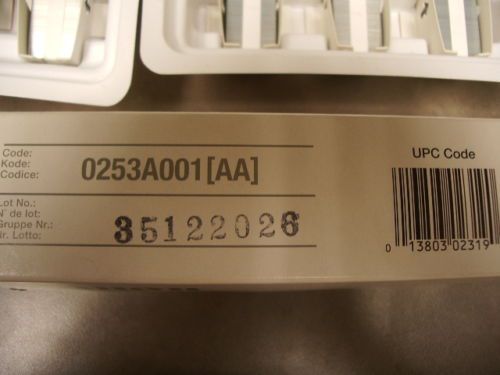 Code:
Kode:
Codice:
0253A001[AA]
Lot No.:
N° de lot:
Gruppe Nr.:
Nr. Lotto:
35122026
UPC Code
0 13803 02319